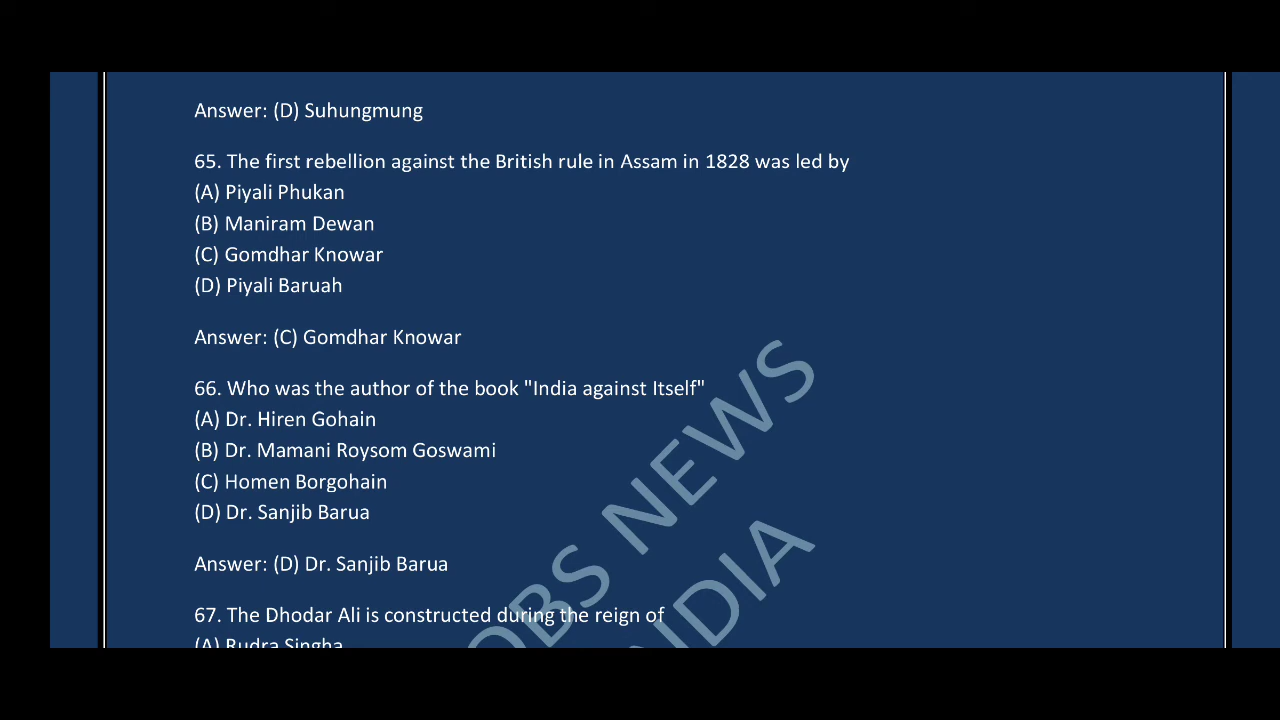 Answer: (D) Suhungmung
65. The first rebellion against the British rule in Assam in 1828 was led by
(A) Piyali Phukan
(B) Maniram Dewan
(C) Gomdhar Knowar
(D) Piyali Baruah
Answer: (C) Gomdhar Knowar
66. Who was the author of the book "India against Itself"
(A) Dr. Hiren Gohain
(B) Dr. Mamani Roysom Goswami
(C) Homen Borgohain
(D) Dr. Sanjib Barua
Answer: (D) Dr. Sanjib Barua
67. The Dhodar Ali is constructed during the reign of
(A) Rudra Singha
OBS NEWS
NDIA